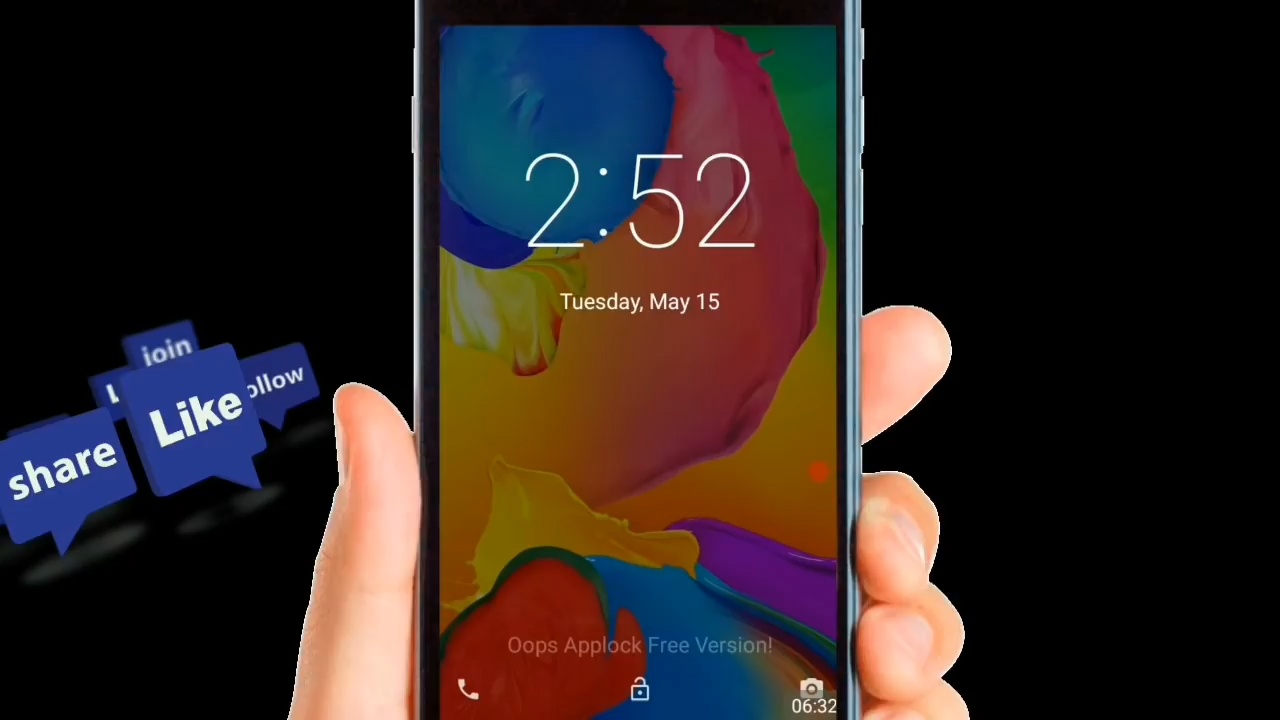 2:52
Tuesday, May 15
join
L
ollow
Like
share
Oops Applock Free Version!
06:32